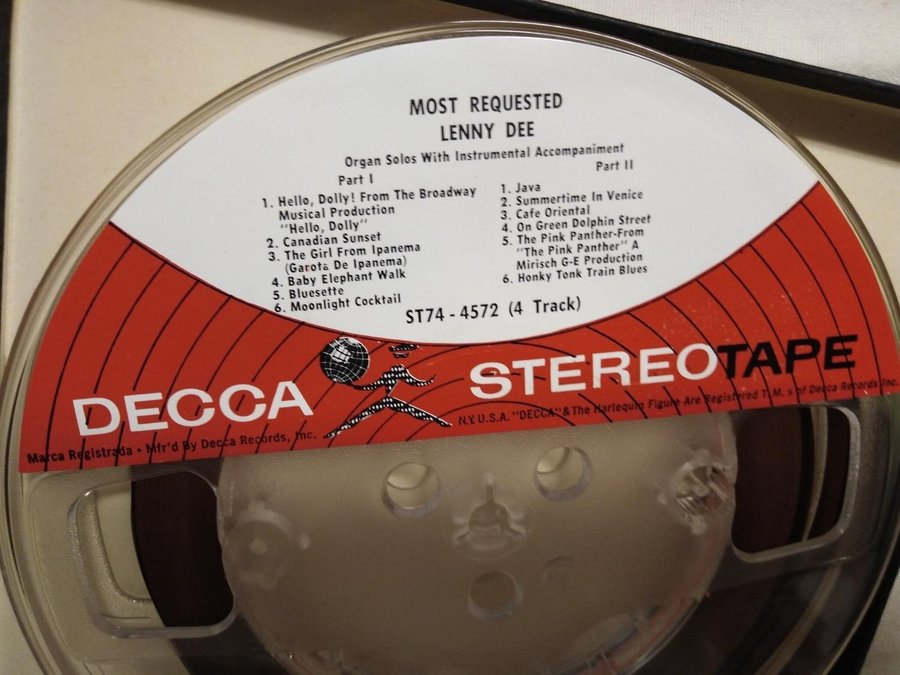 MOST REQUESTED
LENNY DEE
Organ Solos With Instrumental Accompaniment
Part I
1. Hello, Dolly! From The Broadway
Musical Production
"Hello, Dolly"
2. Canadian Sunset
3. The Girl From Ipanema
(Garota De Ipanema)
4. Baby Elephant Walk
5. Bluesette
6. Moonlight Cocktail
Part II
1. Java
2. Summertime In Venice
3. Cafe Oriental
4. On Green Dolphin Street
5. The Pink Panther-From
"The Pink Panther" A
Mirisch G-E Production
6. Honky Tonk Train Blues
ST74 - 4572 (4 Track)
DECCA STEREOTAPE
Marca Registrada • Mfr'd By Decca Records, Inc. N.Y. U.S.A. "DECCA" & The Harlequin Figure Are Registered T. M. s of Decca Records Inc.